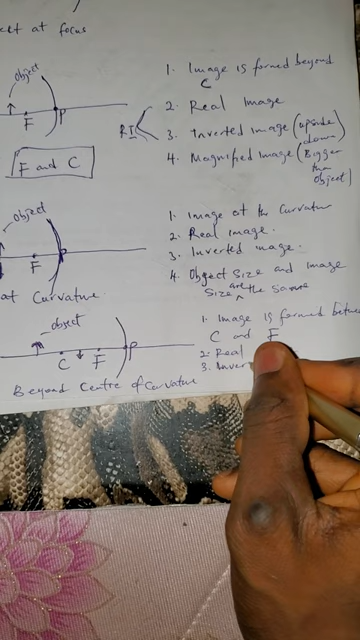 at focus
object
F
P
F and C
1. Image is formed beyond
C
2. Real Image
RI
3. Inverted image (upside
down)
4. Magnified image (Bigger
than
object)
object
F
P
at Curvature
1. Image at the Curvature
2. Real image.
3. Inverted image.
4. Object size and image
size are the same
object
C
F
P
Beyond Centre of Curvature
1. Image is formed between
C and F
2. Real
3. Inver